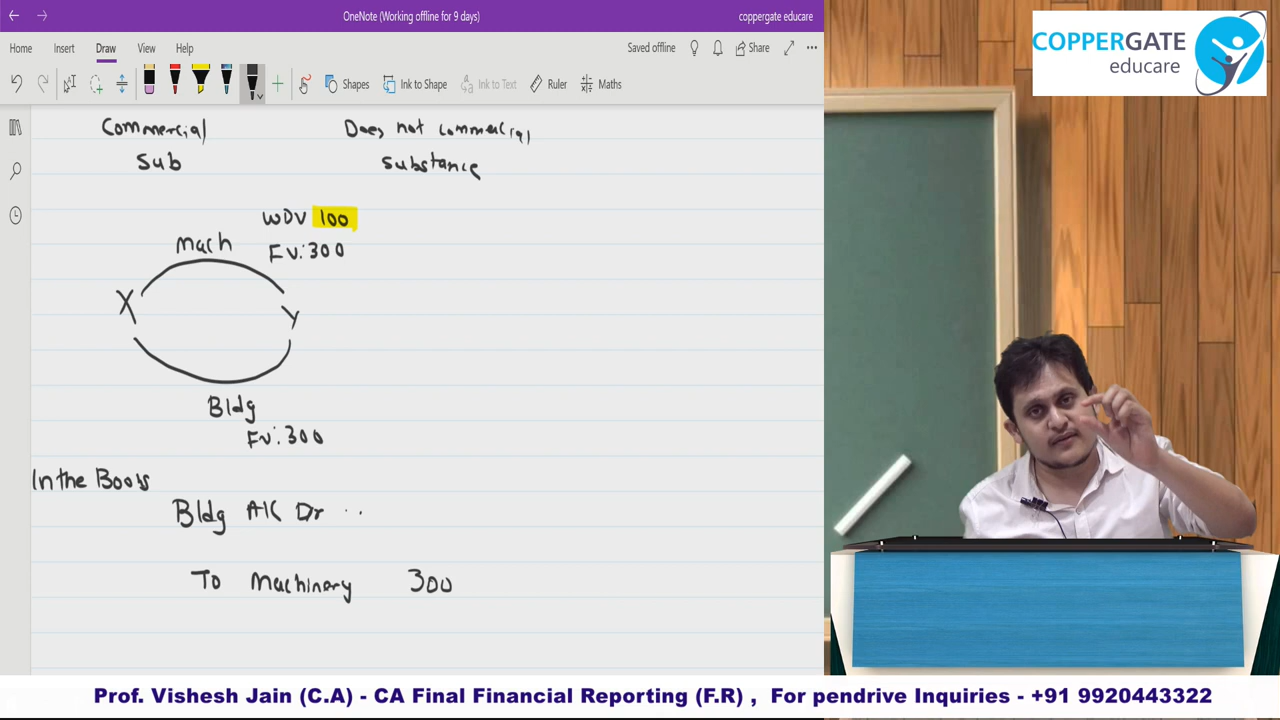 OneNote (Working offline for 9 days)
coppergate educare
Home Insert Draw View Help
Saved offline
Share
Shapes
Ink to Shape
Ink to Text
Ruler
Maths
COPPERGATE
educare
Commercial
Sub
Does not commercial
substance
WDV 100
Mach
FV: 300
X
Y
Bldg
FV: 300
In the Books
Bldg A/C Dr ..
To Machinery 300
Prof. Vishesh Jain (C.A) - CA Final Financial Reporting (F.R) , For pendrive Inquiries - +91 9920443322